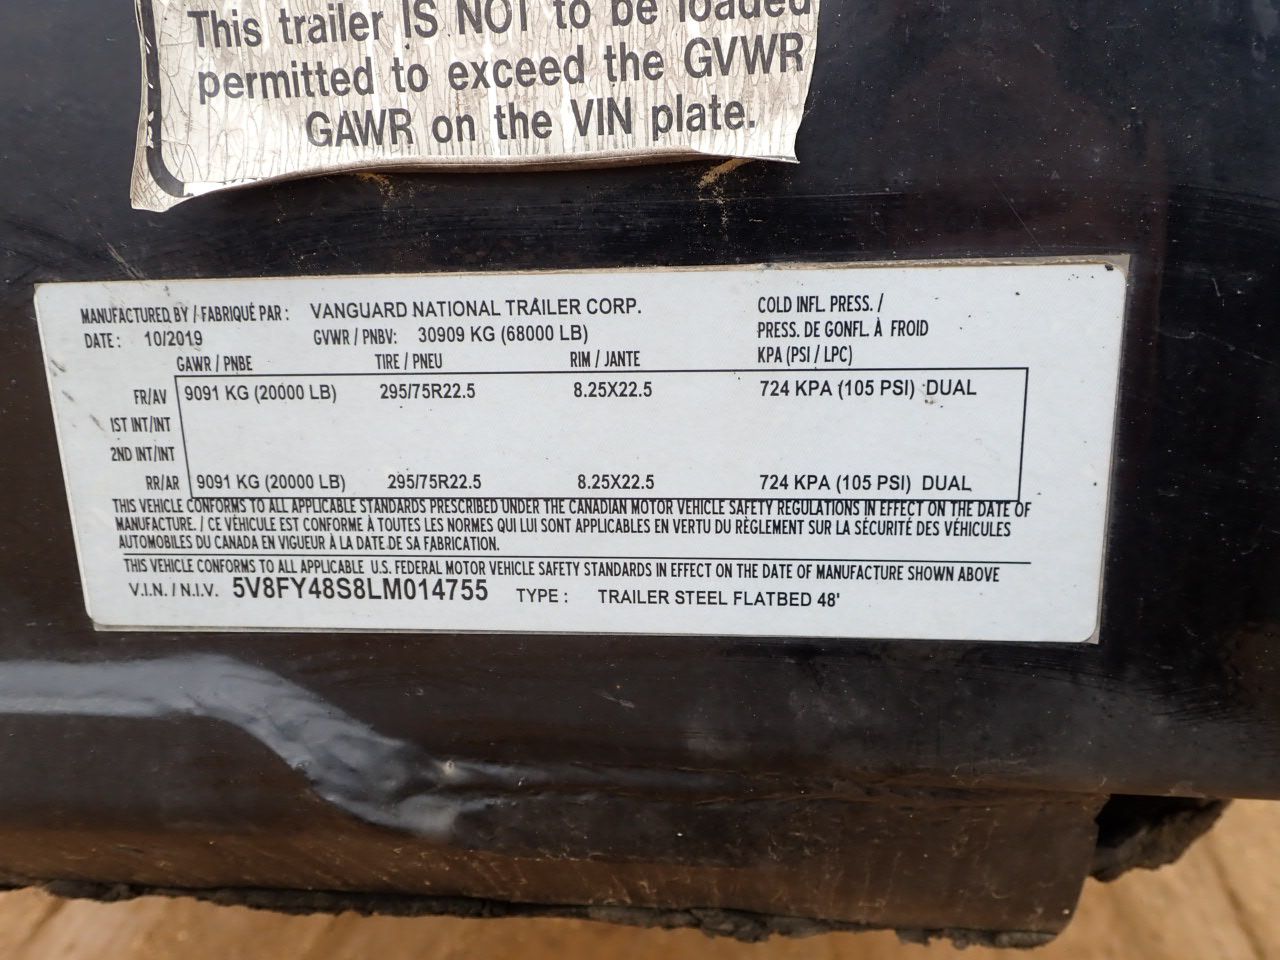 This trailer IS NOT to be loaded
permitted to exceed the GVWR
GAWR on the VIN plate.
MANUFACTURED BY / FABRIQUÉ PAR : VANGUARD NATIONAL TRAILER CORP.
DATE : 10/2019 GVWR / PNBV: 30909 KG (68000 LB)
COLD INFL. PRESS. /
PRESS. DE GONFL. À FROID
KPA (PSI / LPC)
GAWR / PNBE TIRE / PNEU RIM / JANTE
FR/AV 9091 KG (20000 LB) 295/75R22.5 8.25X22.5 724 KPA (105 PSI) DUAL
1ST INT/INT
2ND INT/INT
RR/AR 9091 KG (20000 LB) 295/75R22.5 8.25X22.5 724 KPA (105 PSI) DUAL
THIS VEHICLE CONFORMS TO ALL APPLICABLE STANDARDS PRESCRIBED UNDER THE CANADIAN MOTOR VEHICLE SAFETY REGULATIONS IN EFFECT ON THE DATE OF
MANUFACTURE. / CE VÉHICULE EST CONFORME À TOUTES LES NORMES QUI LUI SONT APPLICABLES EN VERTU DU RÈGLEMENT SUR LA SÉCURITÉ DES VÉHICULES
AUTOMOBILES DU CANADA EN VIGUEUR À LA DATE DE SA FABRICATION.
THIS VEHICLE CONFORMS TO ALL APPLICABLE U.S. FEDERAL MOTOR VEHICLE SAFETY STANDARDS IN EFFECT ON THE DATE OF MANUFACTURE SHOWN ABOVE
V.I.N. / N.I.V. 5V8FY48S8LM014755 TYPE : TRAILER STEEL FLATBED 48'